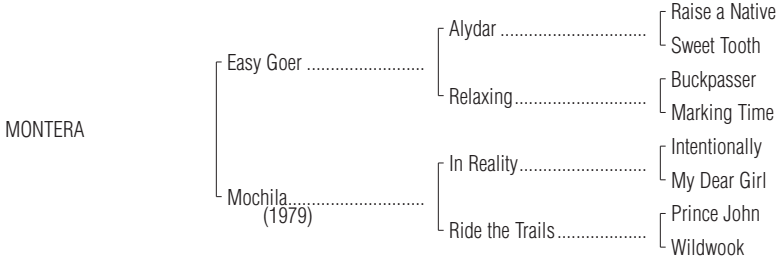 Raise a Native
Alydar ..............................
Sweet Tooth
Easy Goer ........................
Buckpasser
Relaxing...........................
Marking Time
MONTERA
Intentionally
In Reality..........................
My Dear Girl
Mochila............................
(1979)
Prince John
Ride the Trails ..................
Wildwook